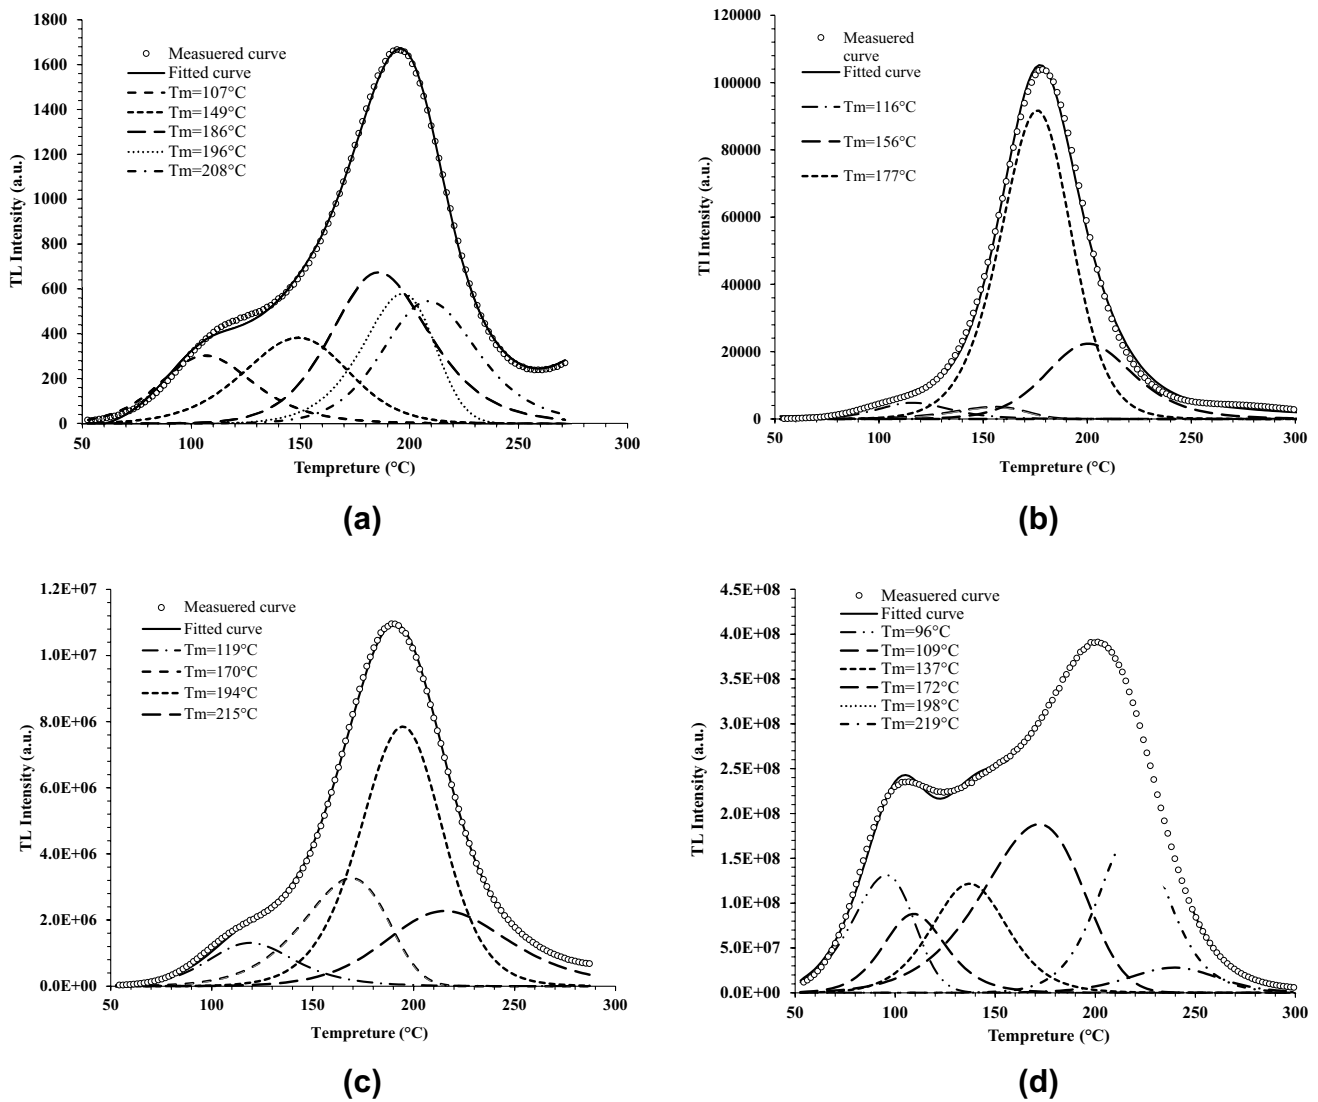 1800
1600
1400
1200
1000
800
600
400
200
0
50
100
150
200
250
300
TL Intensity (a.u.)
Tempreture (°C)
Measuered curve
Fitted curve
Tm=107°C
Tm=149°C
Tm=186°C
Tm=196°C
Tm=208°C
(a)
120000
100000
80000
60000
40000
20000
0
50
100
150
200
250
300
Tl Intensity (a.u.)
Tempreture (°C)
Measuered
curve
Fitted curve
Tm=116°C
Tm=156°C
Tm=177°C
(b)
1.2E+07
1.0E+07
8.0E+06
6.0E+06
4.0E+06
2.0E+06
0.0E+00
50
100
150
200
250
300
TL Intensity (a.u.)
Tempreture (°C)
Measuered curve
Fitted curve
Tm=119°C
Tm=170°C
Tm=194°C
Tm=215°C
(c)
4.5E+08
4.0E+08
3.5E+08
3.0E+08
2.5E+08
2.0E+08
1.5E+08
1.0E+08
5.0E+07
0.0E+00
50
100
150
200
250
300
TL Intensity (a.u.)
Tempreture (°C)
Measuered curve
Fitted curve
Tm=96°C
Tm=109°C
Tm=137°C
Tm=172°C
Tm=198°C
Tm=219°C
(d)